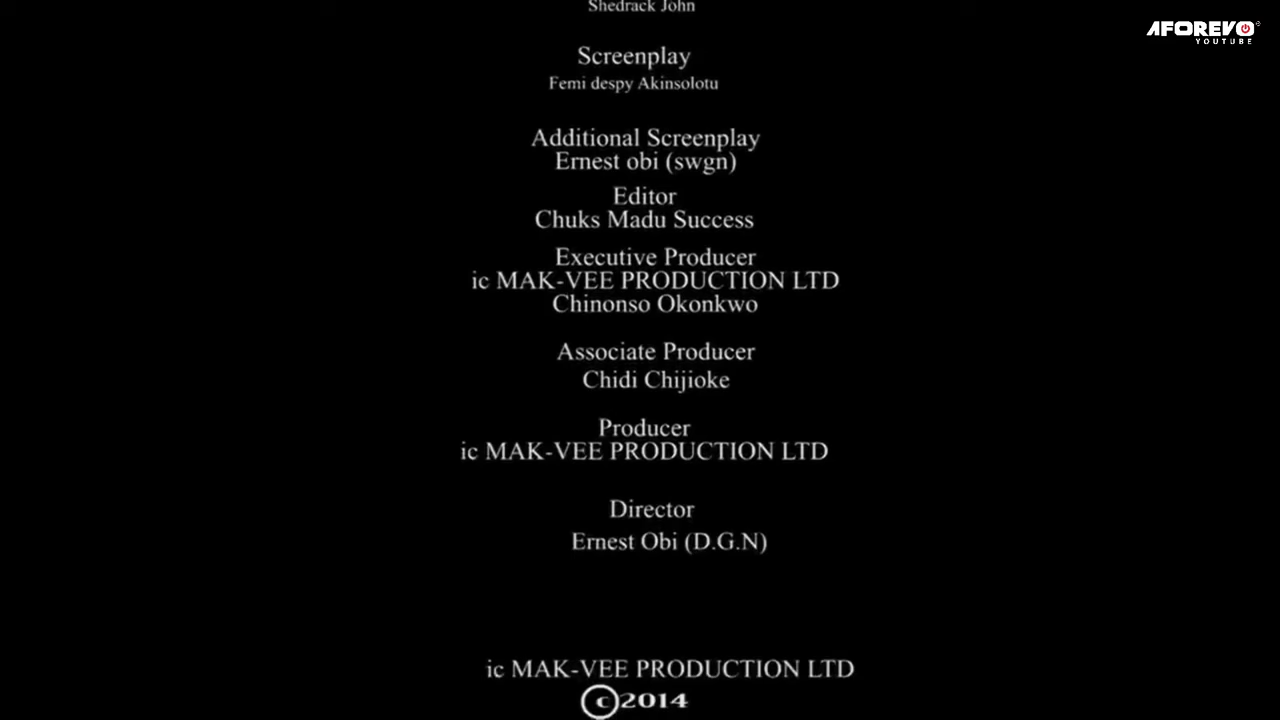 Shedrack John
AFOREVO
YOUTUBE
Screenplay
Femi despy Akinsolotu
Additional Screenplay
Ernest obi (swgn)
Editor
Chuks Madu Success
Executive Producer
ic MAK-VEE PRODUCTION LTD
Chinonso Okonkwo
Associate Producer
Chidi Chijioke
Producer
ic MAK-VEE PRODUCTION LTD
Director
Ernest Obi (D.G.N)
ic MAK-VEE PRODUCTION LTD
©2014